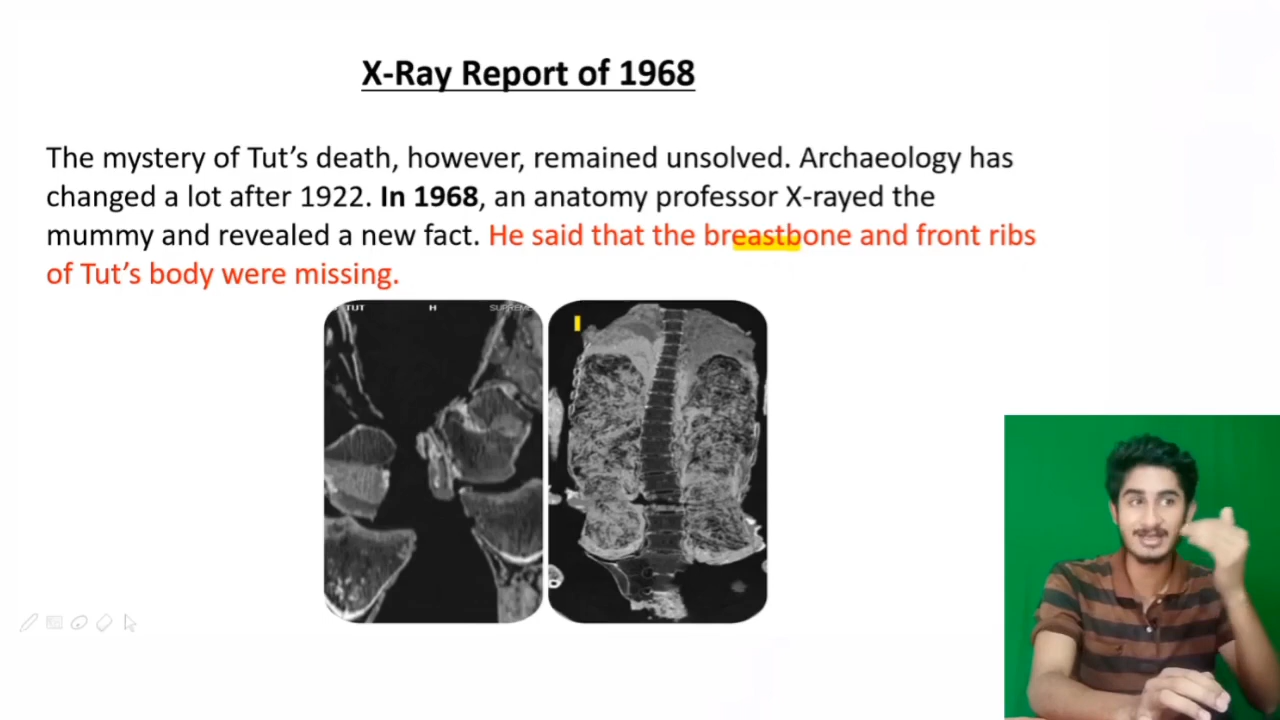 X-Ray Report of 1968
The mystery of Tut’s death, however, remained unsolved. Archaeology has
changed a lot after 1922. In 1968, an anatomy professor X-rayed the
mummy and revealed a new fact. He said that the breastbone and front ribs
of Tut’s body were missing.
TUT H SUPREME